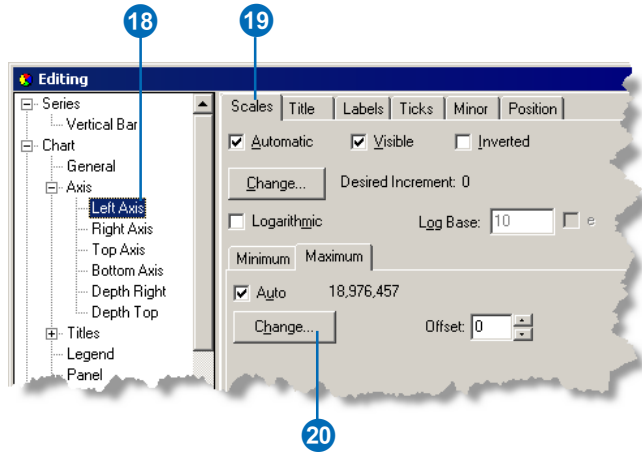 18
19
Editing
Series
Vertical Bar
Chart
General
Axis
Left Axis
Right Axis
Top Axis
Bottom Axis
Depth Right
Depth Top
Titles
Legend
Panel
Scales Title Labels Ticks Minor Position
Automatic Visible Inverted
Change... Desired Increment: 0
Logarithmic Log Base: 10 e
Minimum Maximum
Auto 18,976,457
Change... Offset: 0
20